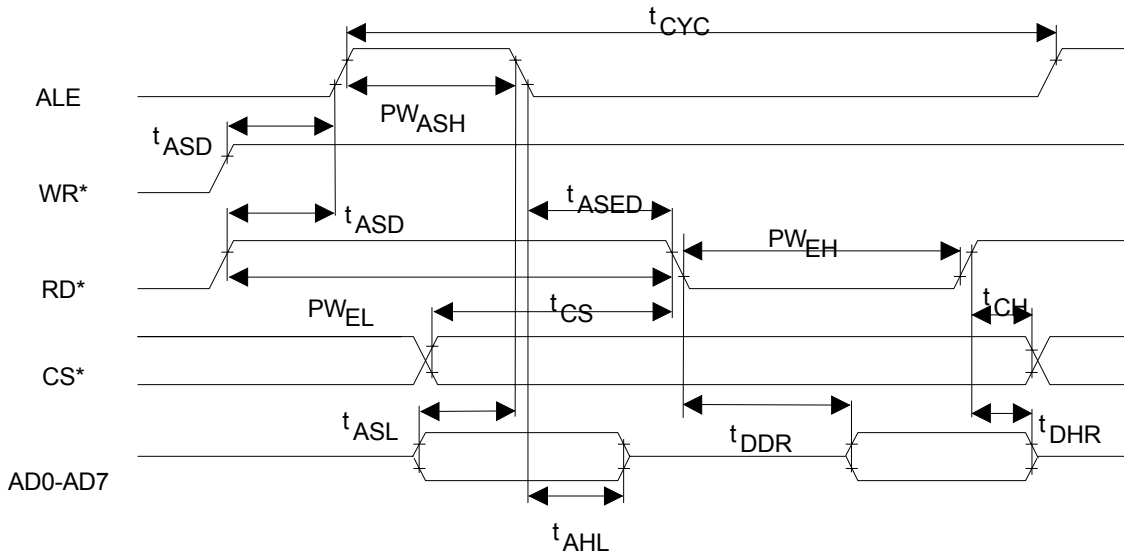 tCYC
ALE
PWASH
tASD
WR*
tASED
tASD
PWEH
RD*
PWEL
tCS
tCH
CS*
tASL
tDDR
tDHR
AD0-AD7
tAHL